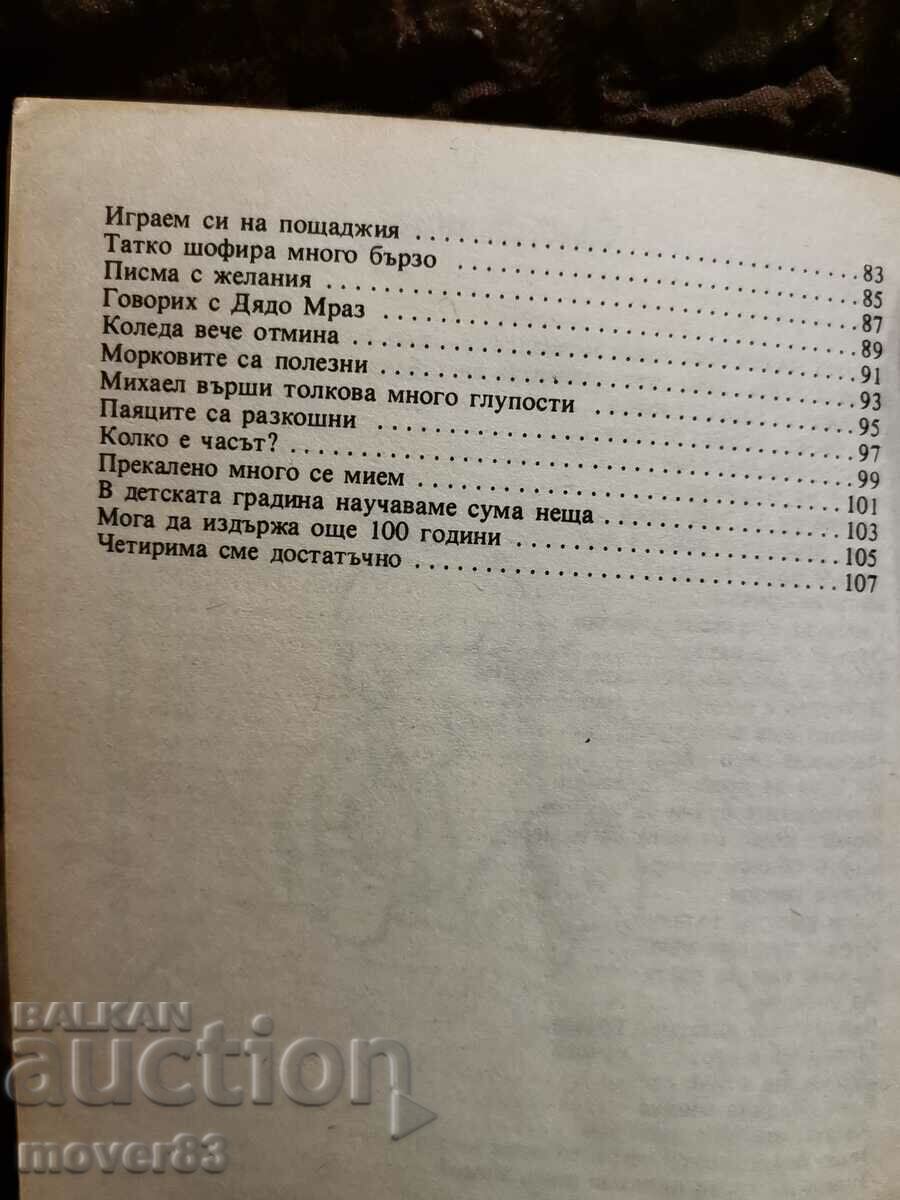 Играем си на пощаджия ........ 83
Татко шофира много бързо ........ 85
Писма с желания ........ 87
Говорих с Дядо Мраз ........ 89
Коледа вече отмина ........ 91
Морковите са полезни ........ 93
Михаел върши толкова много глупости ........ 95
Паяците са разкошни ........ 97
Колко е часът? ........ 99
Прекалено много се мием ........ 101
В детската градина научаваме сума неща ........ 103
Мога да издържа още 100 години ........ 105
Четирима сме достатъчно ........ 107
BALKAN
auction
mover83